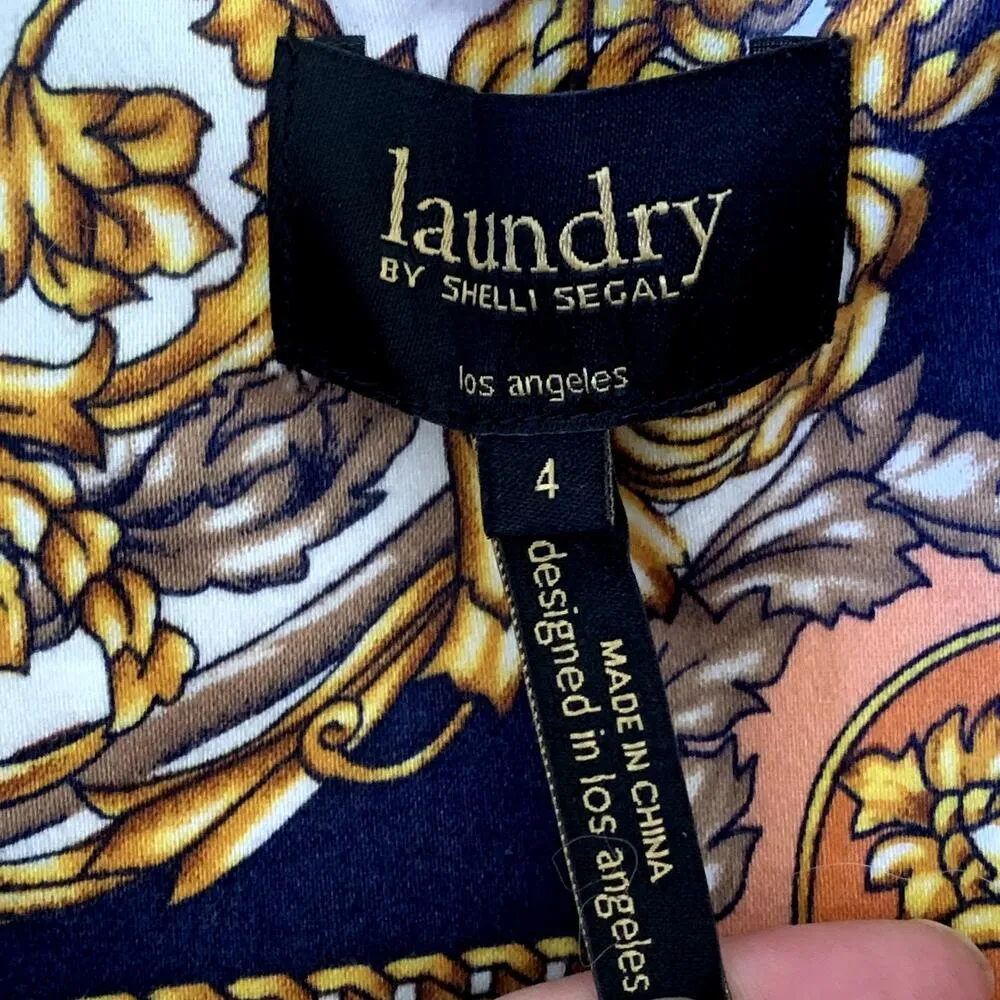 laundry
BY SHELLI SEGAL
los angeles
4
MADE IN CHINA
designed in los angeles